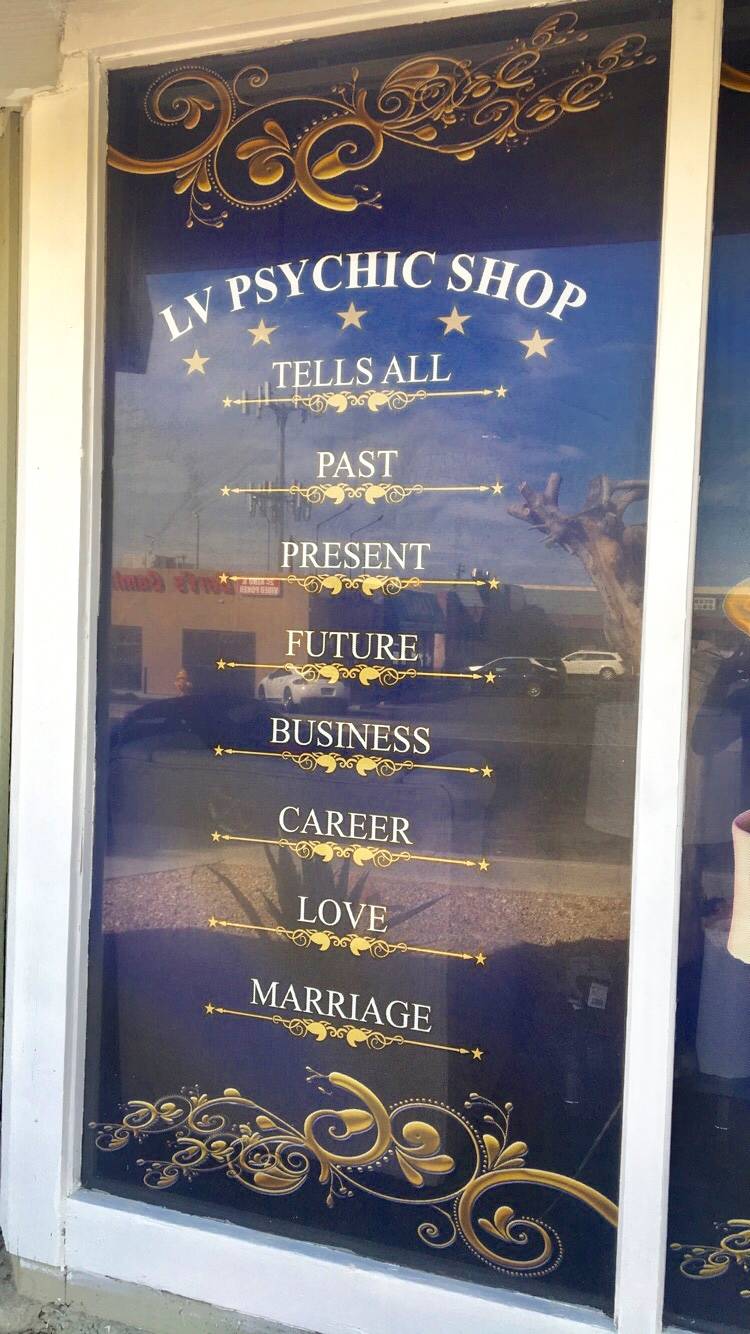 LV PSYCHIC SHOP
TELLS ALL
PAST
PRESENT
FUTURE
BUSINESS
CAREER
LOVE
MARRIAGE